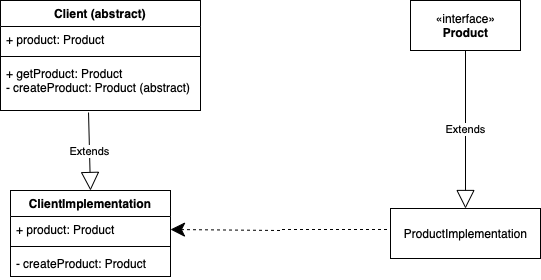 Client (abstract)
+ product: Product
+ getProduct: Product
- createProduct: Product (abstract)
Extends
ClientImplementation
+ product: Product
- createProduct: Product
«interface»
Product
Extends
ProductImplementation